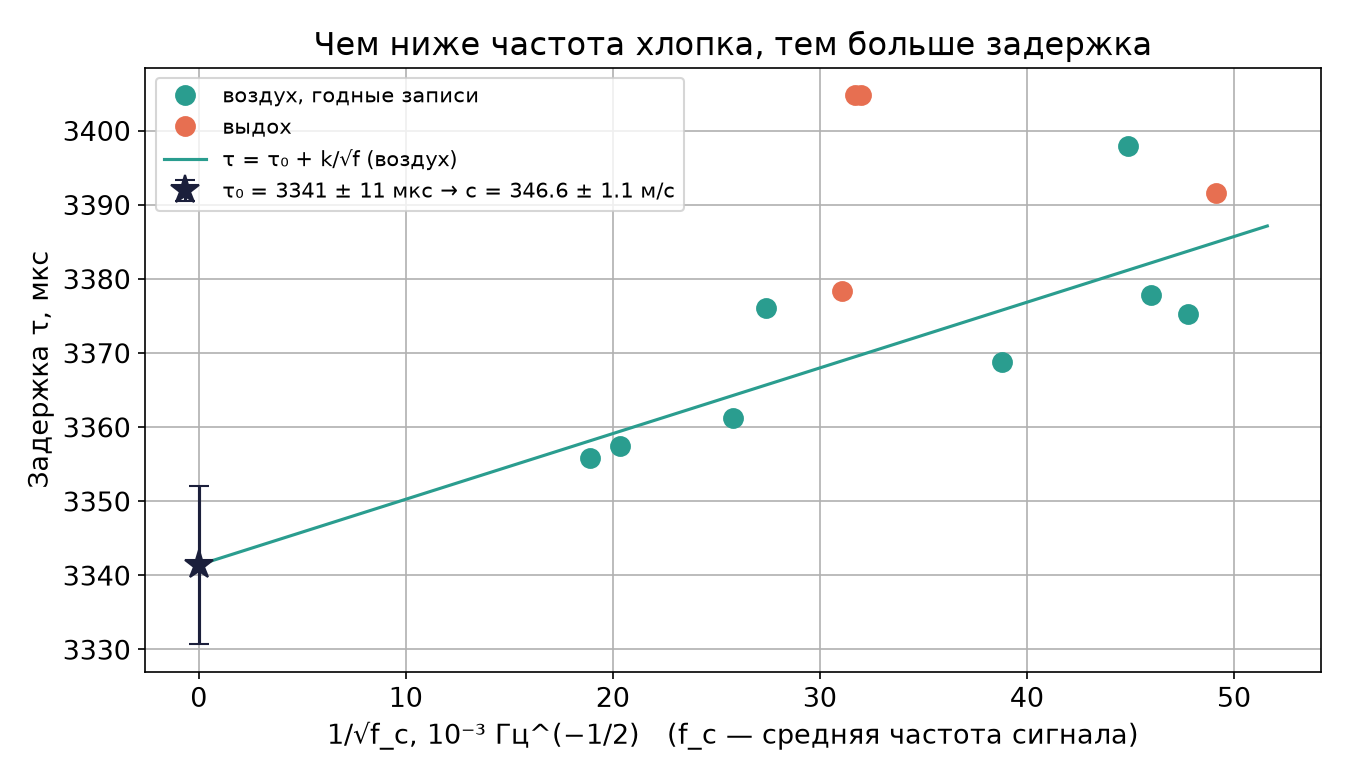 Чем ниже частота хлопка, тем больше задержка
воздух, годные записи
выдох
τ = τ₀ + k/√f (воздух)
τ₀ = 3341 ± 11 мкс → c = 346.6 ± 1.1 м/с
Задержка τ, мкс
3400
3390
3380
3370
3360
3350
3340
3330
0 10 20 30 40 50
1/√f_c, 10⁻³ Гц^(−1/2) (f_c — средняя частота сигнала)